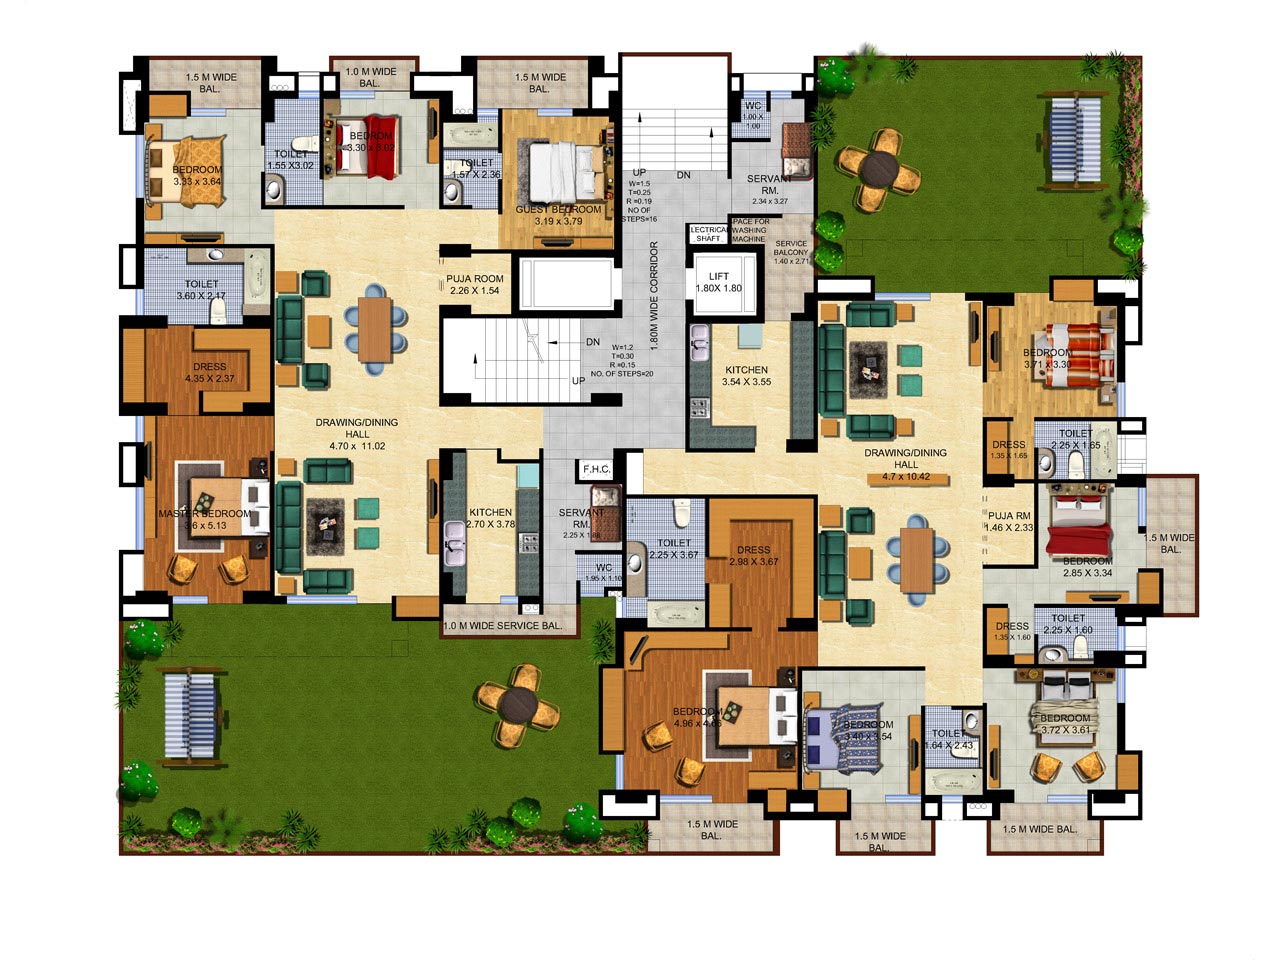 1.5 M WIDE
BAL.
1.0 M WIDE
BAL.
1.5 M WIDE
BAL.
BEDROOM
3.33 x 3.64
TOILET
1.55 X3.02
BEDROM
3.30 x 3.02
TOILET
1.57 X 2.36
GUEST BEDROOM
3.19 x 3.79
UP
W=1.5
T=0.25
R =0.19
NO OF
STEPS=16
DN
WC
1.00 X
1.00
SERVANT
RM.
2.34 x 3.27
LECTRICAL
SHAFT
SPACE FOR
WASHING
MACHINE
SERVICE
BALCONY
1.40 x 2.71
TOILET
3.60 X 2.17
PUJA ROOM
2.26 X 1.54
1.80M WIDE CORRIDOR
LIFT
1.80X 1.80
DN
UP
W=1.2
T=0.30
R =0.15
NO. OF STEPS=20
DRESS
4.35 X 2.37
KITCHEN
3.54 X 3.55
BEDROOM
3.71 x 3.30
DRAWING/DINING
HALL
4.70 x 11.02
DRAWING/DINING
HALL
4.7 x 10.42
DRESS
1.35 X 1.65
TOILET
2.25 X 1.65
F.H.C.
MASTER BEDROOM
3.6 x 5.13
KITCHEN
2.70 X 3.78
SERVANT
RM.
WC
1.95 X 1.10
TOILET
2.25 X 3.67
DRESS
2.98 X 3.67
PUJA RM
1.46 X 2.33
BEDROOM
2.85 X 3.34
1.5 M WIDE
BAL.
1.0 M WIDE SERVICE BAL.
DRESS
1.35 X 1.60
TOILET
2.25 X 1.60
BEDROOM
BEDROOM
3.40 x 3.54
TOILET
1.64 X 2.43
BEDROOM
3.72 X 3.61
1.5 M WIDE
BAL.
1.5 M WIDE
BAL.
1.5 M WIDE BAL.